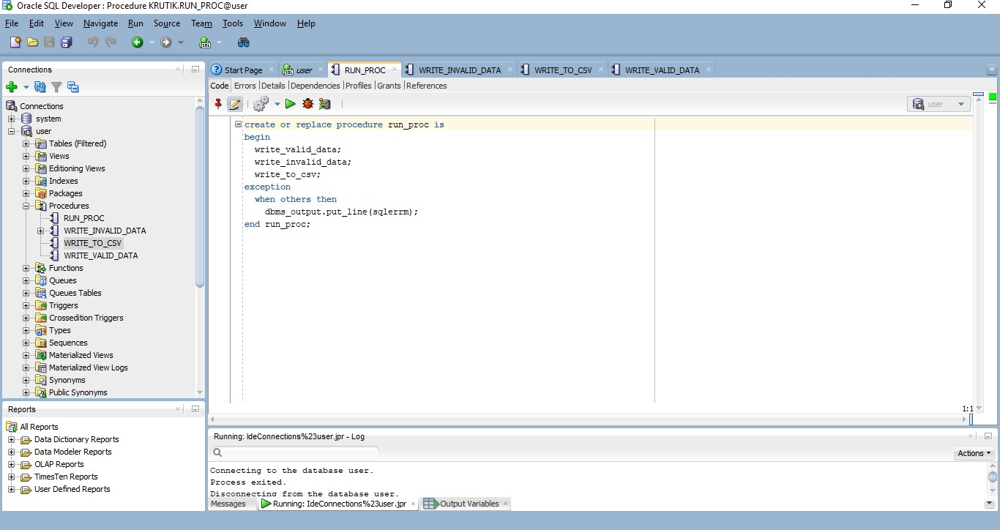 Oracle SQL Developer : Procedure KRUTIK.RUN_PROC@user
File Edit View Navigate Run Source Team Tools Window Help
Connections
Connections
system
user
Tables (Filtered)
Views
Editioning Views
Indexes
Packages
Procedures
RUN_PROC
WRITE_INVALID_DATA
WRITE_TO_CSV
WRITE_VALID_DATA
Functions
Queues
Queues Tables
Triggers
Crossedition Triggers
Types
Sequences
Materialized Views
Materialized View Logs
Synonyms
Public Synonyms
Reports
All Reports
Data Dictionary Reports
Data Modeler Reports
OLAP Reports
TimesTen Reports
User Defined Reports
Start Page user RUN_PROC WRITE_INVALID_DATA WRITE_TO_CSV WRITE_VALID_DATA
Code Errors Details Dependencies Profiles Grants References
user
create or replace procedure run_proc is
begin
write_valid_data;
write_invalid_data;
write_to_csv;
exception
when others then
dbms_output.put_line(sqlerrm);
end run_proc;
1:1
Running: IdeConnections%23user.jpr - Log
Actions
Connecting to the database user.
Process exited.
Disconnecting from the database user.
Messages Running: IdeConnections%23user.jpr Output Variables